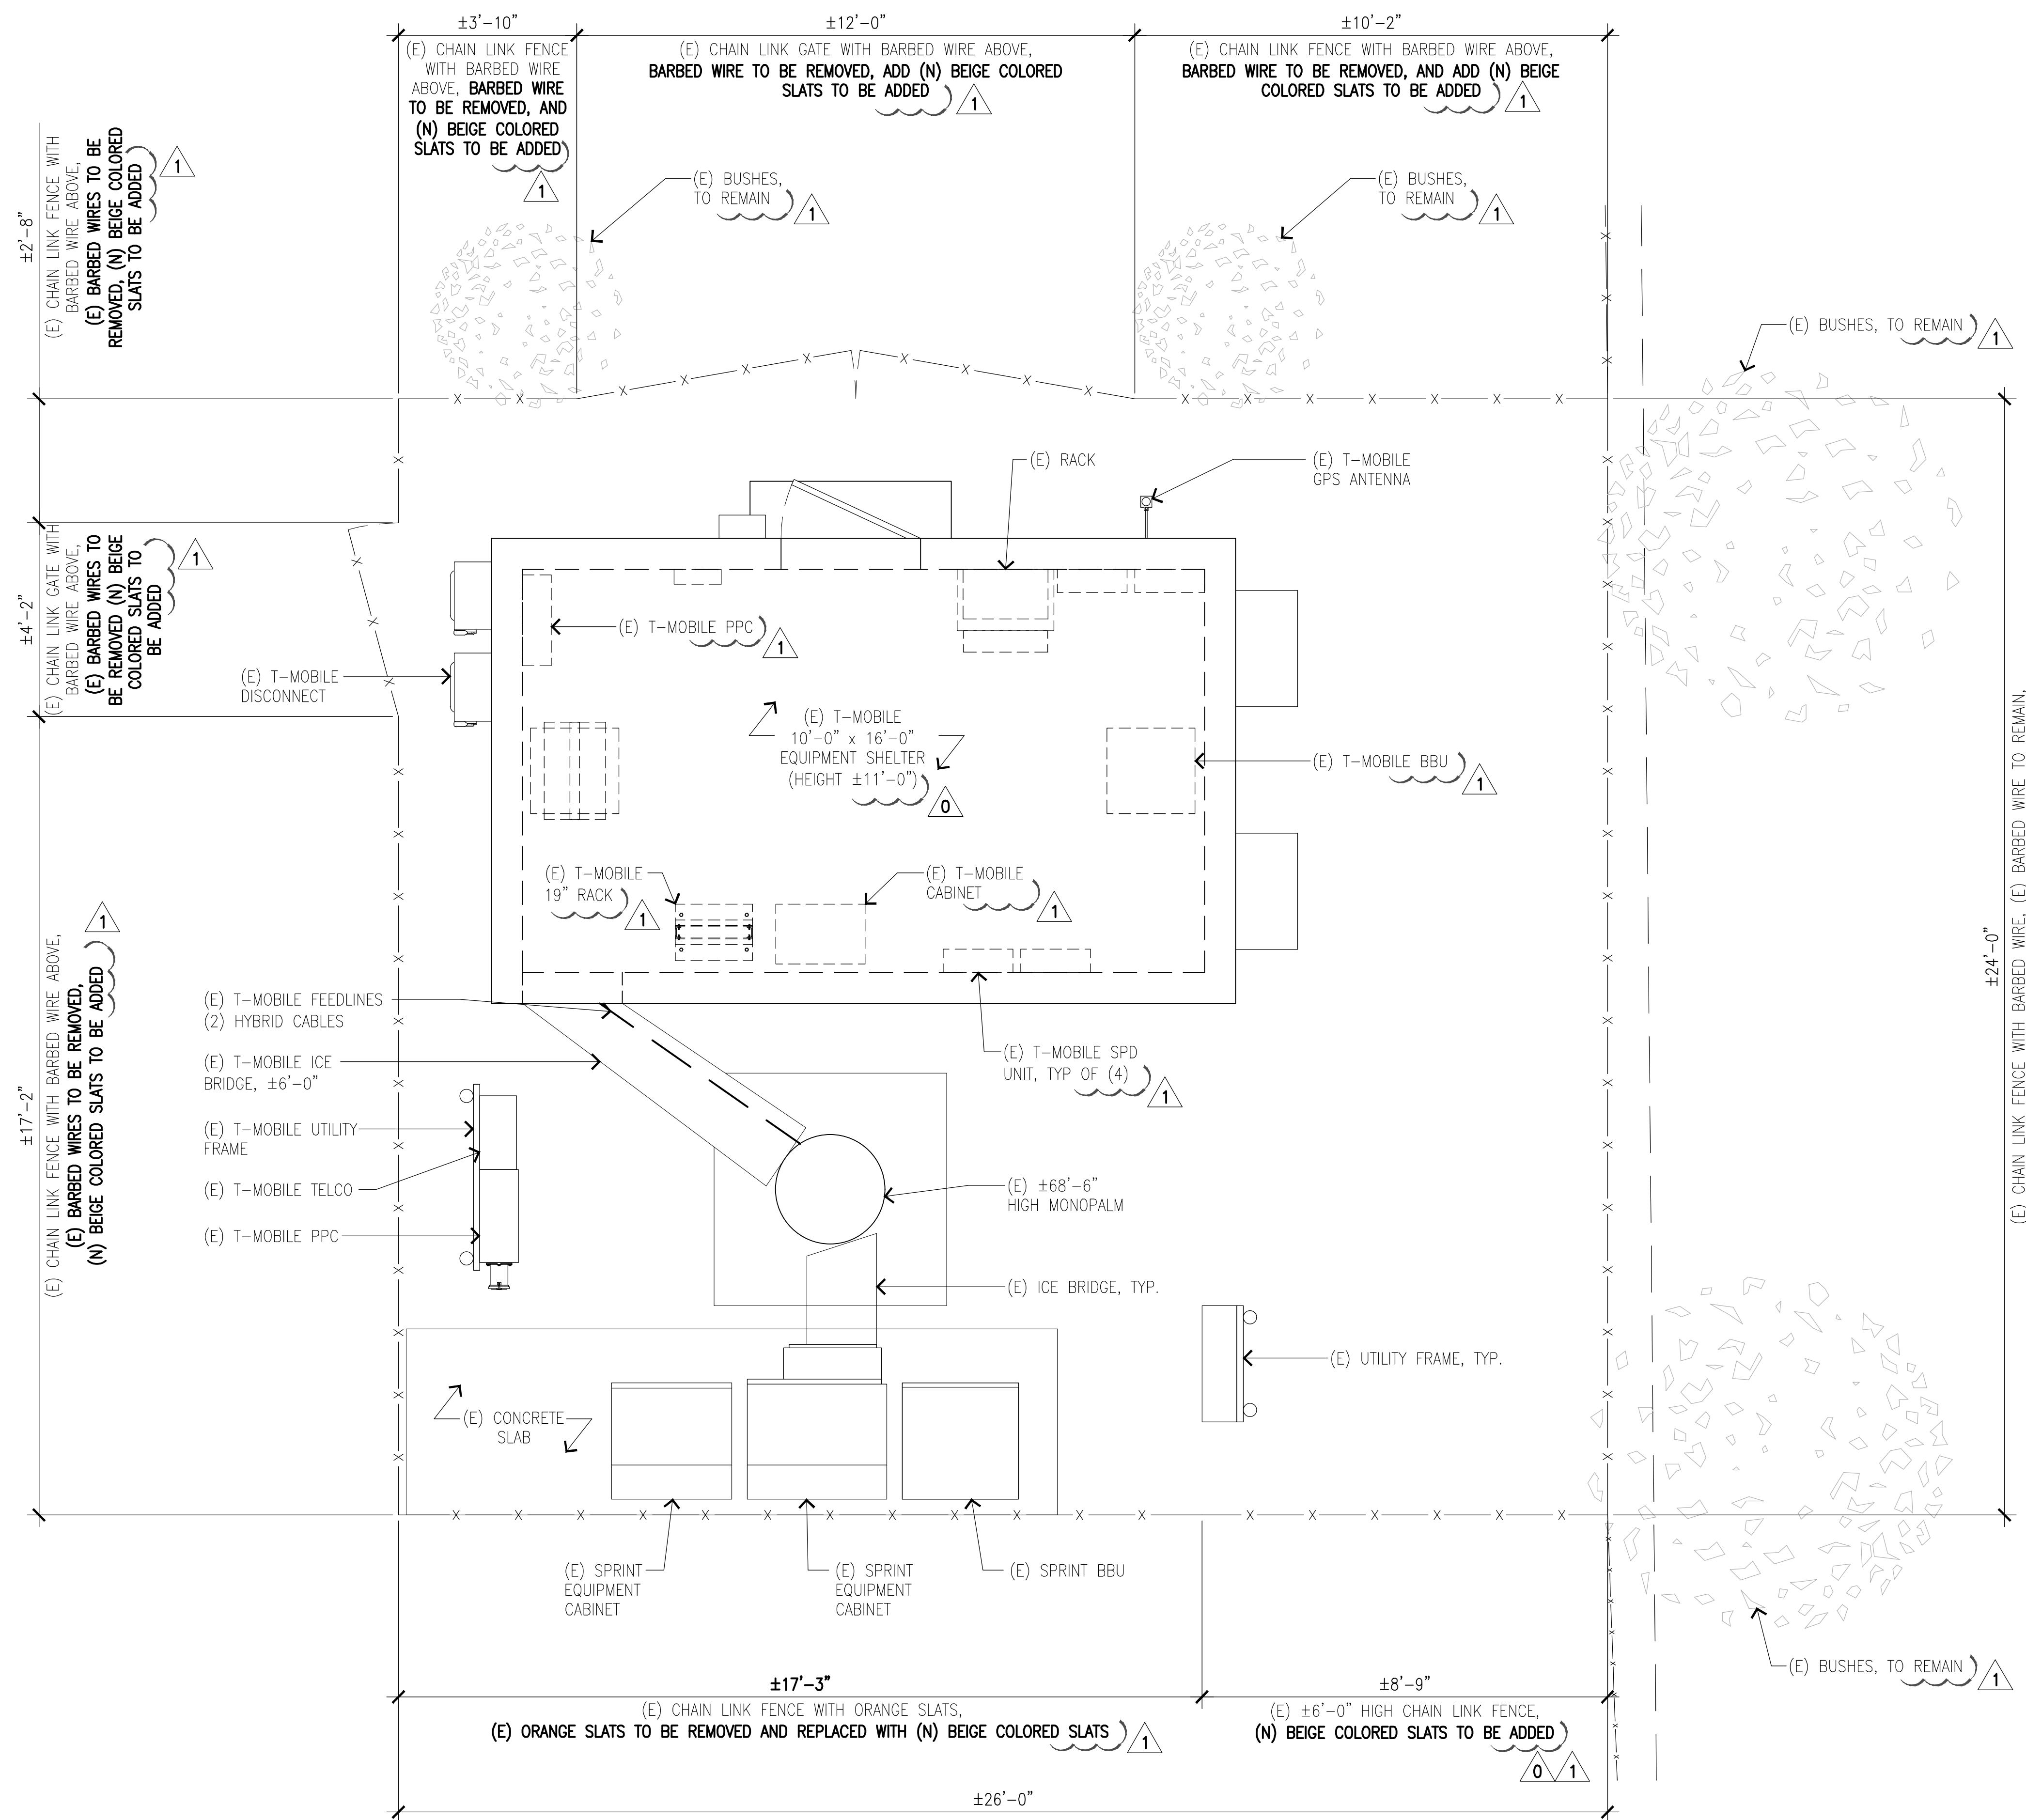 ±3'-10"
±12'-0"
±10'-2"
(E) CHAIN LINK FENCE
WITH BARBED WIRE
ABOVE, BARBED WIRE
TO BE REMOVED, AND
(N) BEIGE COLORED
SLATS TO BE ADDED
1
(E) CHAIN LINK GATE WITH BARBED WIRE ABOVE,
BARBED WIRE TO BE REMOVED, ADD (N) BEIGE COLORED
SLATS TO BE ADDED
1
(E) CHAIN LINK FENCE WITH BARBED WIRE ABOVE,
BARBED WIRE TO BE REMOVED, AND ADD (N) BEIGE
COLORED SLATS TO BE ADDED
1
±2'-8"
(E) CHAIN LINK FENCE WITH
BARBED WIRE ABOVE,
(E) BARBED WIRES TO BE
REMOVED, (N) BEIGE COLORED
SLATS TO BE ADDED
1
(E) BUSHES,
TO REMAIN
1
(E) BUSHES,
TO REMAIN
1
(E) BUSHES, TO REMAIN
1
±4'-2"
(E) CHAIN LINK GATE WITH
BARBED WIRE ABOVE,
(E) BARBED WIRES TO
BE REMOVED (N) BEIGE
COLORED SLATS TO
BE ADDED
1
(E) RACK
(E) T-MOBILE
GPS ANTENNA
(E) T-MOBILE PPC
1
(E) T-MOBILE
DISCONNECT
(E) T-MOBILE
10'-0" x 16'-0"
EQUIPMENT SHELTER
(HEIGHT ±11'-0")
0
(E) T-MOBILE BBU
1
(E) T-MOBILE
19" RACK
1
(E) T-MOBILE
CABINET
1
±17'-2"
(E) CHAIN LINK FENCE WITH BARBED WIRE ABOVE,
(E) BARBED WIRES TO BE REMOVED,
(N) BEIGE COLORED SLATS TO BE ADDED
1
±24'-0"
(E) CHAIN LINK FENCE WITH BARBED WIRE, (E) BARBED WIRE TO REMAIN,
(E) T-MOBILE FEEDLINES
(2) HYBRID CABLES
(E) T-MOBILE ICE
BRIDGE, ±6'-0"
(E) T-MOBILE SPD
UNIT, TYP OF (4)
1
(E) T-MOBILE UTILITY
FRAME
(E) T-MOBILE TELCO
(E) T-MOBILE PPC
(E) ±68'-6"
HIGH MONOPALM
(E) ICE BRIDGE, TYP.
(E) UTILITY FRAME, TYP.
(E) CONCRETE
SLAB
(E) SPRINT
EQUIPMENT
CABINET
(E) SPRINT
EQUIPMENT
CABINET
(E) SPRINT BBU
(E) BUSHES, TO REMAIN
1
±17'-3"
(E) CHAIN LINK FENCE WITH ORANGE SLATS,
(E) ORANGE SLATS TO BE REMOVED AND REPLACED WITH (N) BEIGE COLORED SLATS
1
±8'-9"
(E) ±6'-0" HIGH CHAIN LINK FENCE,
(N) BEIGE COLORED SLATS TO BE ADDED
0 1
±26'-0"